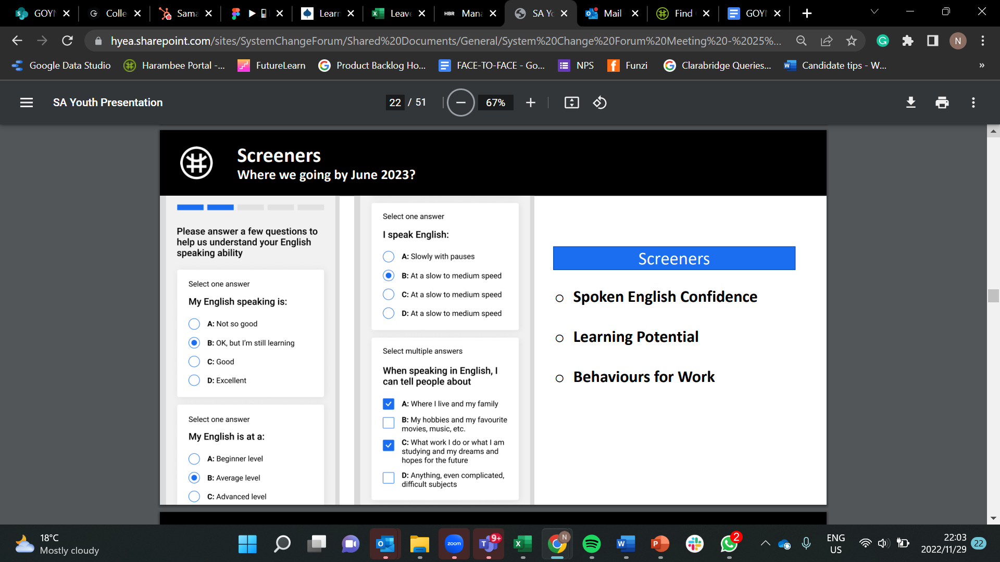 GOYN
Colle
Sama
Learn
Leave
HBR
Mana
SA Yo
Mail
Find
GOYN
hyea.sharepoint.com/sites/SystemChangeForum/Shared%20Documents/General/System%20Change%20Forum%20Meeting%20-%2025%...
N
Google Data Studio
Harambee Portal -...
FutureLearn
Product Backlog Ho...
FACE-TO-FACE - Go...
NPS
Funzi
Clarabridge Queries...
Candidate tips - W...
»
SA Youth Presentation
22 / 51
67%
Screeners
Where we going by June 2023?
Please answer a few questions to
help us understand your English
speaking ability
Select one answer
My English speaking is:
A: Not so good
B: OK, but I'm still learning
C: Good
D: Excellent
Select one answer
My English is at a:
A: Beginner level
B: Average level
C: Advanced level
Select one answer
I speak English:
A: Slowly with pauses
B: At a slow to medium speed
C: At a slow to medium speed
D: At a slow to medium speed
Select multiple answers
When speaking in English, I
can tell people about
A: Where I live and my family
B: My hobbies and my favourite
movies, music, etc.
C: What work I do or what I am
studying and my dreams and
hopes for the future
D: Anything, even complicated,
difficult subjects
Screeners
Spoken English Confidence
Learning Potential
Behaviours for Work
18°C
Mostly cloudy
zoom
9+
N
2
ENG
US
22:03
2022/11/29
22